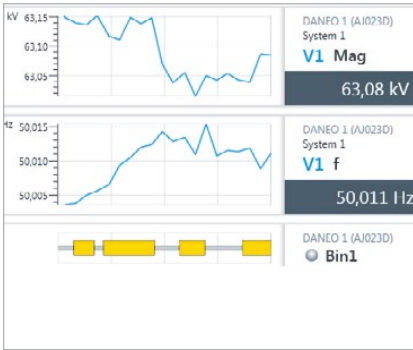 kV 63,15
63,10
63,05
DANEO 1 (AJ023D)
System 1
V1 Mag
63,08 kV
Hz 50,015
50,010
50,005
DANEO 1 (AJ023D)
System 1
V1 f
50,011 Hz
DANEO 1 (AJ023D)
Bin1